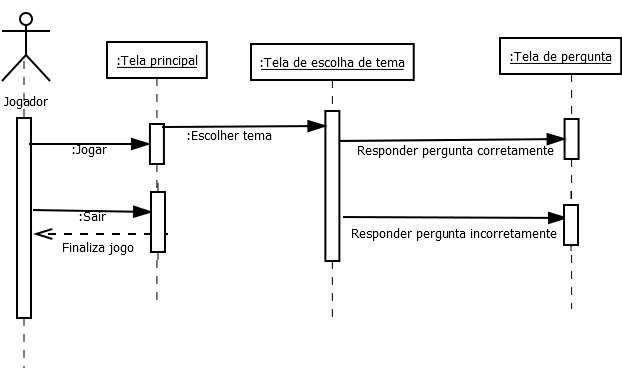 :Tela principal
:Tela de escolha de tema
:Tela de pergunta
Jogador
:Escolher tema
:Jogar
Responder pergunta corretamente
:Sair
Responder pergunta incorretamente
Finaliza jogo